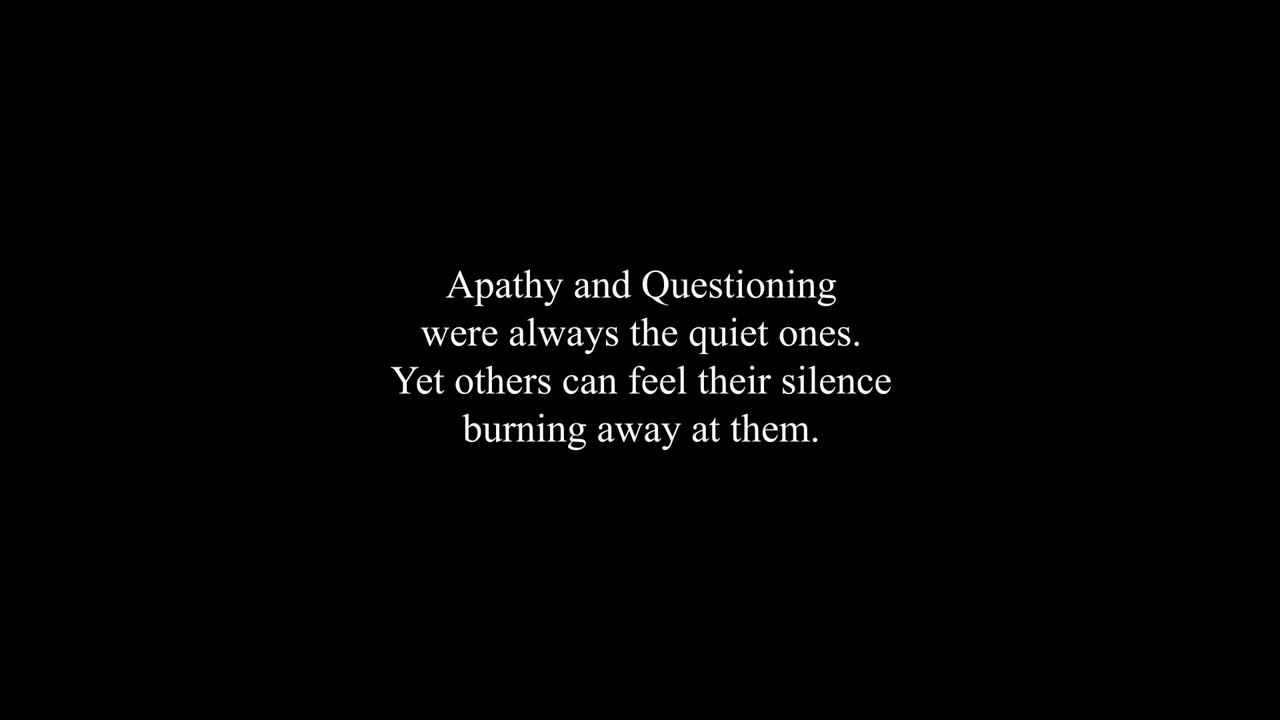 Apathy and Questioning
were always the quiet ones.
Yet others can feel their silence
burning away at them.